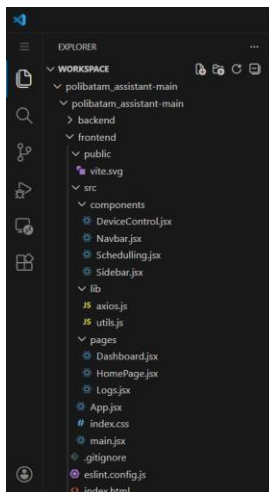 EXPLORER
WORKSPACE
polibatam_assistant-main
polibatam_assistant-main
backend
frontend
public
vite.svg
src
components
DeviceControl.jsx
Navbar.jsx
Schedulling.jsx
Sidebar.jsx
lib
JS axios.js
JS utils.js
pages
Dashboard.jsx
HomePage.jsx
Logs.jsx
App.jsx
# index.css
main.jsx
.gitignore
eslint.config.js
<> index.html